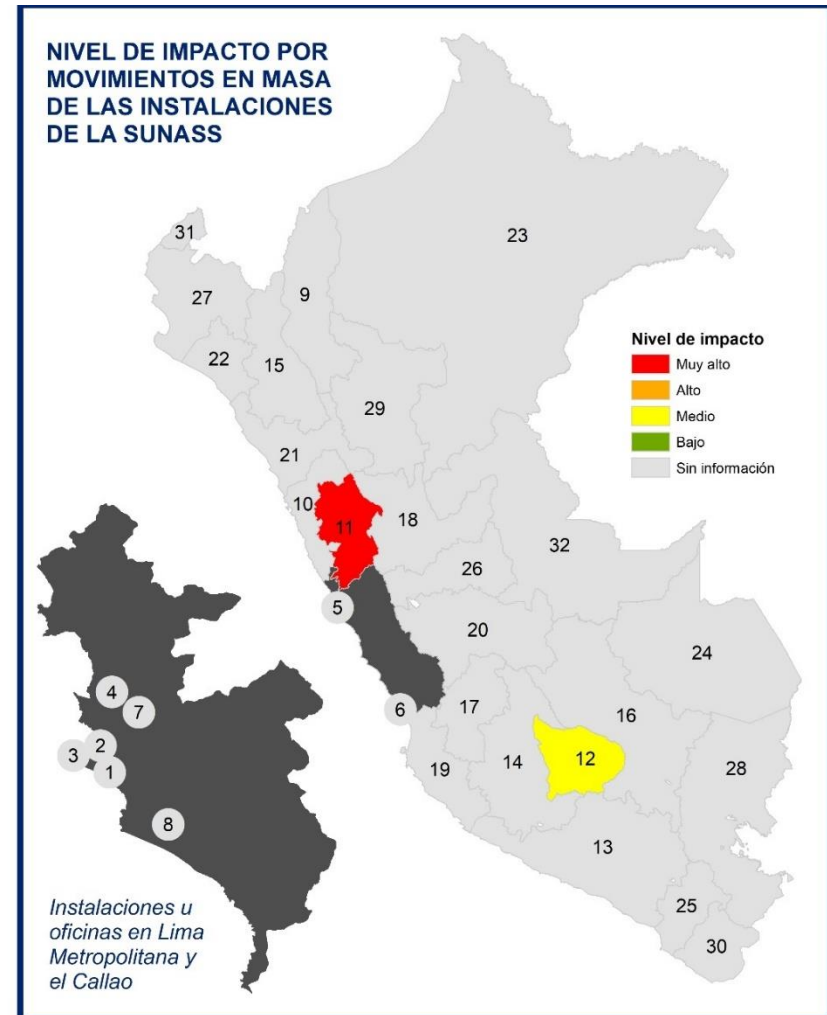 NIVEL DE IMPACTO POR
MOVIMIENTOS EN MASA
DE LAS INSTALACIONES
DE LA SUNASS
31
23
27
9
22
15
29
Nivel de impacto
Muy alto
Alto
Medio
Bajo
Sin información
21
10
11
18
32
26
5
20
24
4
7
6
17
16
3
2
1
19
14
12
28
8
13
25
30
Instalaciones u
oficinas en Lima
Metropolitana y
el Callao